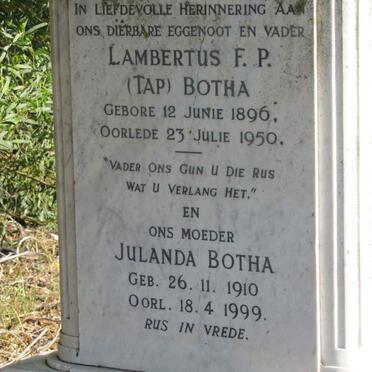 IN LIEFDEVOLLE HERINNERING AAN
ONS DIERBARE EGGENOOT EN VADER
LAMBERTUS F. P.
(TAP) BOTHA
GEBORE 12 JUNIE 1896,
OORLEDE 23 JULIE 1950.
"VADER ONS GUN U DIE RUS
WAT U VERLANG HET."
EN
ONS MOEDER
JULANDA BOTHA
GEB. 26. 11. 1910
OORL. 18. 4. 1999.
RUS IN VREDE.